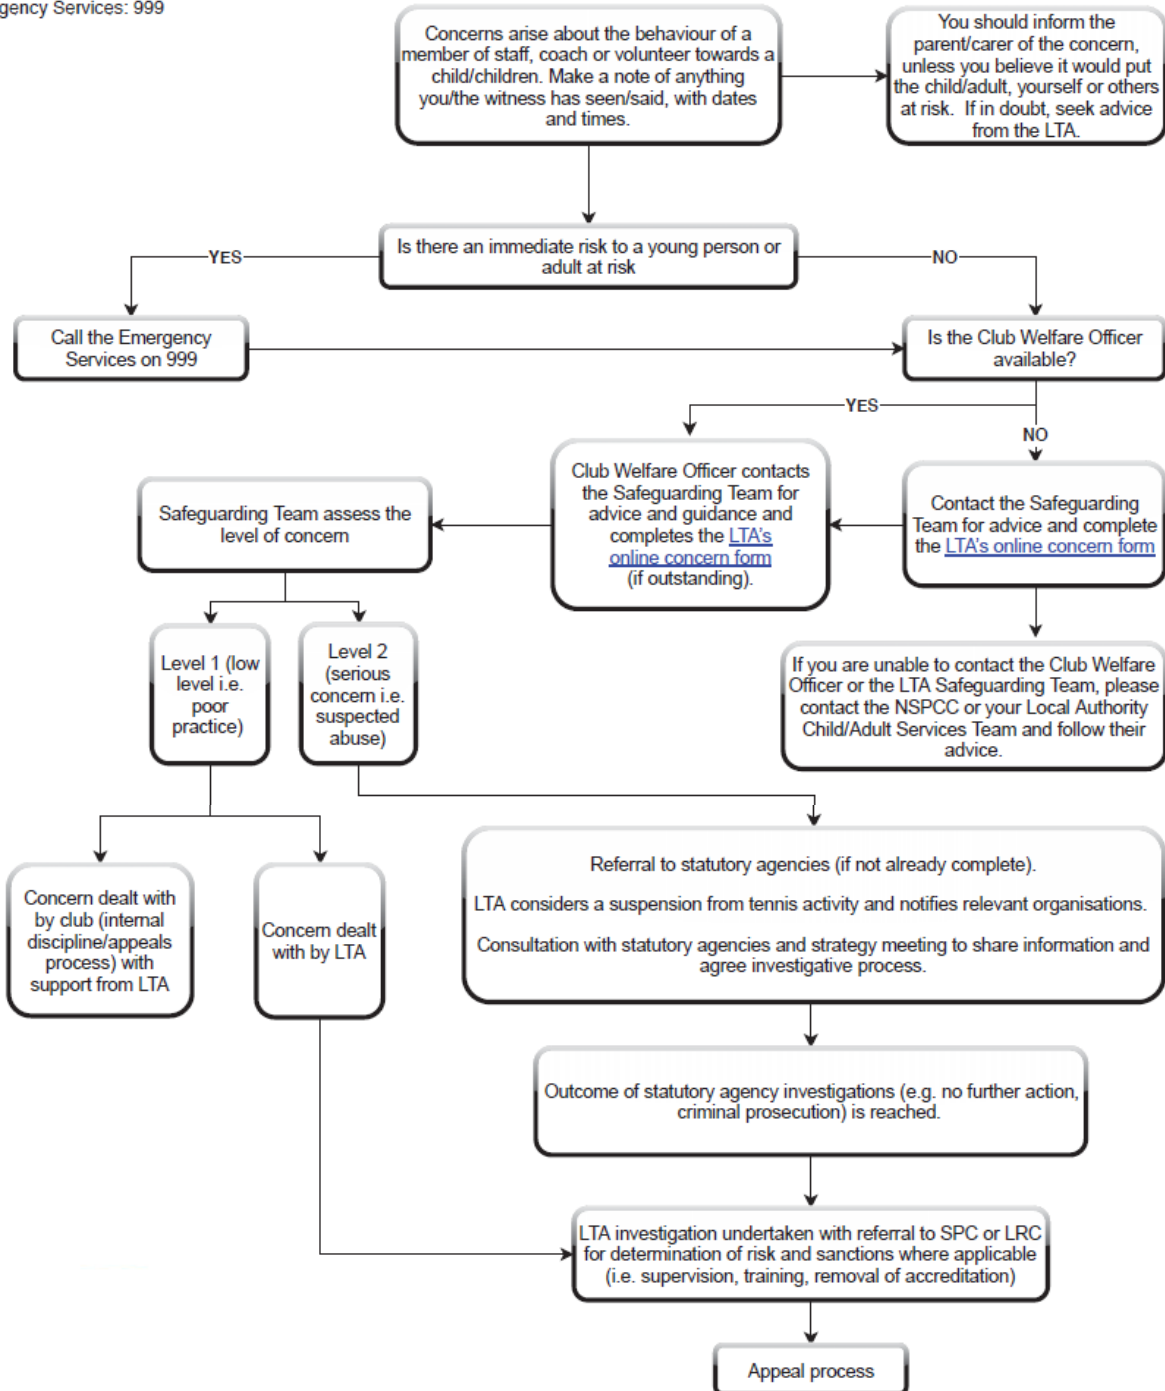 gency Services: 999
Concerns arise about the behaviour of a
member of staff, coach or volunteer towards a
child/children. Make a note of anything
you/the witness has seen/said, with dates
and times.
You should inform the
parent/carer of the concern,
unless you believe it would put
the child/adult, yourself or others
at risk. If in doubt, seek advice
from the LTA.
Is there an immediate risk to a young person or
adult at risk
YES
NO
Call the Emergency
Services on 999
Is the Club Welfare Officer
available?
YES
NO
Club Welfare Officer contacts
the Safeguarding Team for
advice and guidance and
completes the LTA's
online concern form
(if outstanding).
Contact the Safeguarding
Team for advice and complete
the LTA's online concern form
Safeguarding Team assess the
level of concern
Level 1 (low
level i.e.
poor
practice)
Level 2
(serious
concern i.e.
suspected
abuse)
If you are unable to contact the Club Welfare
Officer or the LTA Safeguarding Team, please
contact the NSPCC or your Local Authority
Child/Adult Services Team and follow their
advice.
Concern dealt with
by club (internal
discipline/appeals
process) with
support from LTA
Concern dealt
with by LTA
Referral to statutory agencies (if not already complete).
LTA considers a suspension from tennis activity and notifies relevant organisations.
Consultation with statutory agencies and strategy meeting to share information and
agree investigative process.
Outcome of statutory agency investigations (e.g. no further action,
criminal prosecution) is reached.
LTA investigation undertaken with referral to SPC or LRC
for determination of risk and sanctions where applicable
(i.e. supervision, training, removal of accreditation)
Appeal process